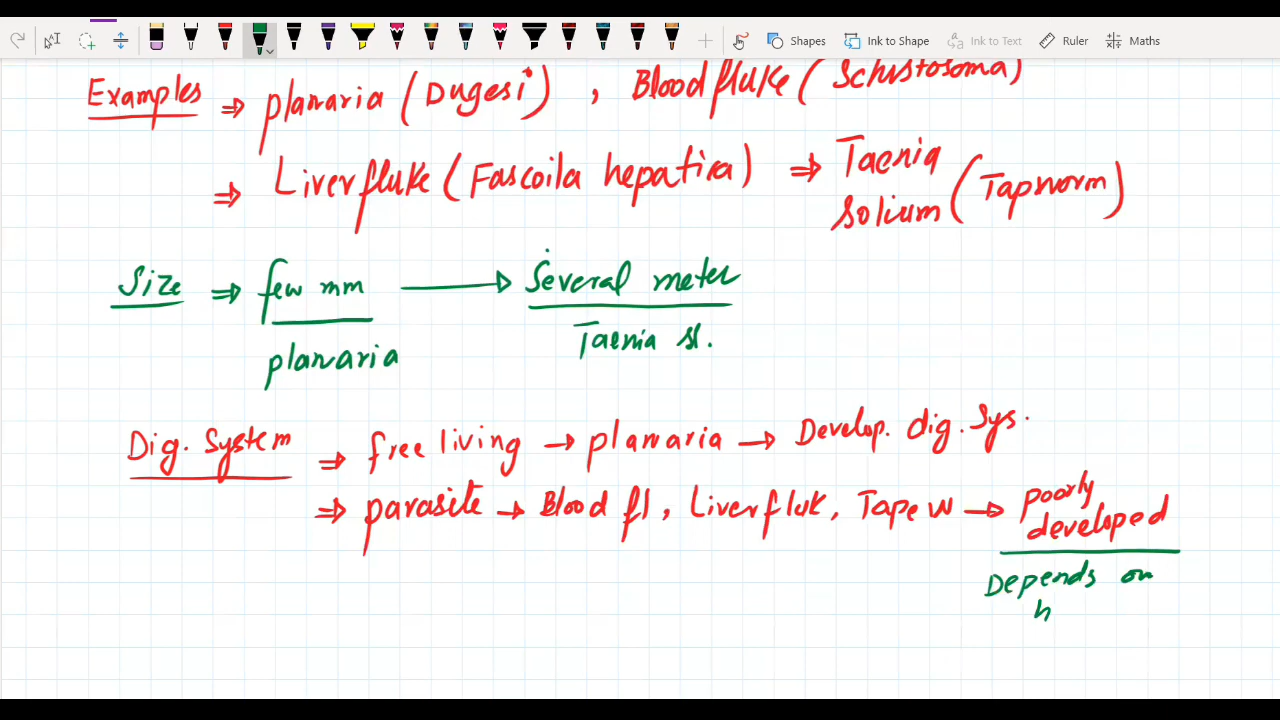 Shapes Ink to Shape Ink to Text Ruler Maths
Examples ⇒ planaria (Dugesi) , Bloodfluke (Schistosoma)
⇒ Liverfluke (Fascoila hepatica) ⇒ Taenia solium (Tapworm)
Size ⇒ few mm → Several meter
planaria Taenia sl.
Dig. System ⇒ free living → planaria → Develop. dig. Sys.
⇒ parasite → Blood fl, Liverfluk, Tape w → poorly
developed
Depends on
h